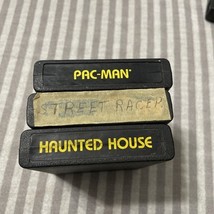 PAC-MAN
STREET RACER
HAUNTED HOUSE